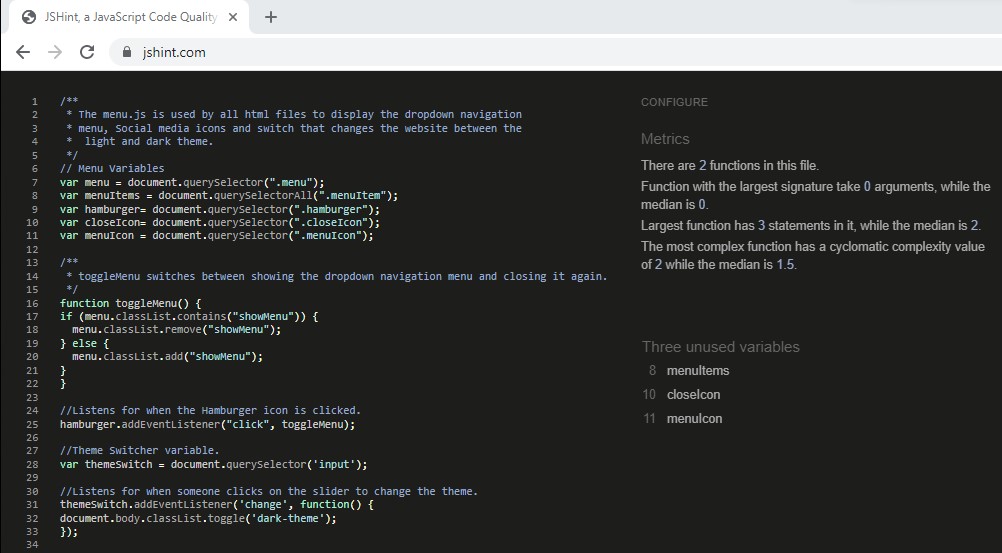 JSHint, a JavaScript Code Quality
jshint.com
1 /**
2 * The menu.js is used by all html files to display the dropdown navigation
3 * menu, Social media icons and switch that changes the website between the
4 *  light and dark theme.
5 */
6 // Menu Variables
7 var menu = document.querySelector(".menu");
8 var menuItems = document.querySelectorAll(".menuItem");
9 var hamburger= document.querySelector(".hamburger");
10 var closeIcon= document.querySelector(".closeIcon");
11 var menuIcon = document.querySelector(".menuIcon");
12
13 /**
14 * toggleMenu switches between showing the dropdown navigation menu and closing it again.
15 */
16 function toggleMenu() {
17 if (menu.classList.contains("showMenu")) {
18   menu.classList.remove("showMenu");
19 } else {
20   menu.classList.add("showMenu");
21 }
22 }
23
24 //Listens for when the Hamburger icon is clicked.
25 hamburger.addEventListener("click", toggleMenu);
26
27 //Theme Switcher variable.
28 var themeSwitch = document.querySelector('input');
29
30 //Listens for when someone clicks on the slider to change the theme.
31 themeSwitch.addEventListener('change', function() {
32 document.body.classList.toggle('dark-theme');
33 });
34
CONFIGURE
Metrics
There are 2 functions in this file.
Function with the largest signature take 0 arguments, while the
median is 0.
Largest function has 3 statements in it, while the median is 2.
The most complex function has a cyclomatic complexity value
of 2 while the median is 1.5.
Three unused variables
8 menuItems
10 closeIcon
11 menuIcon